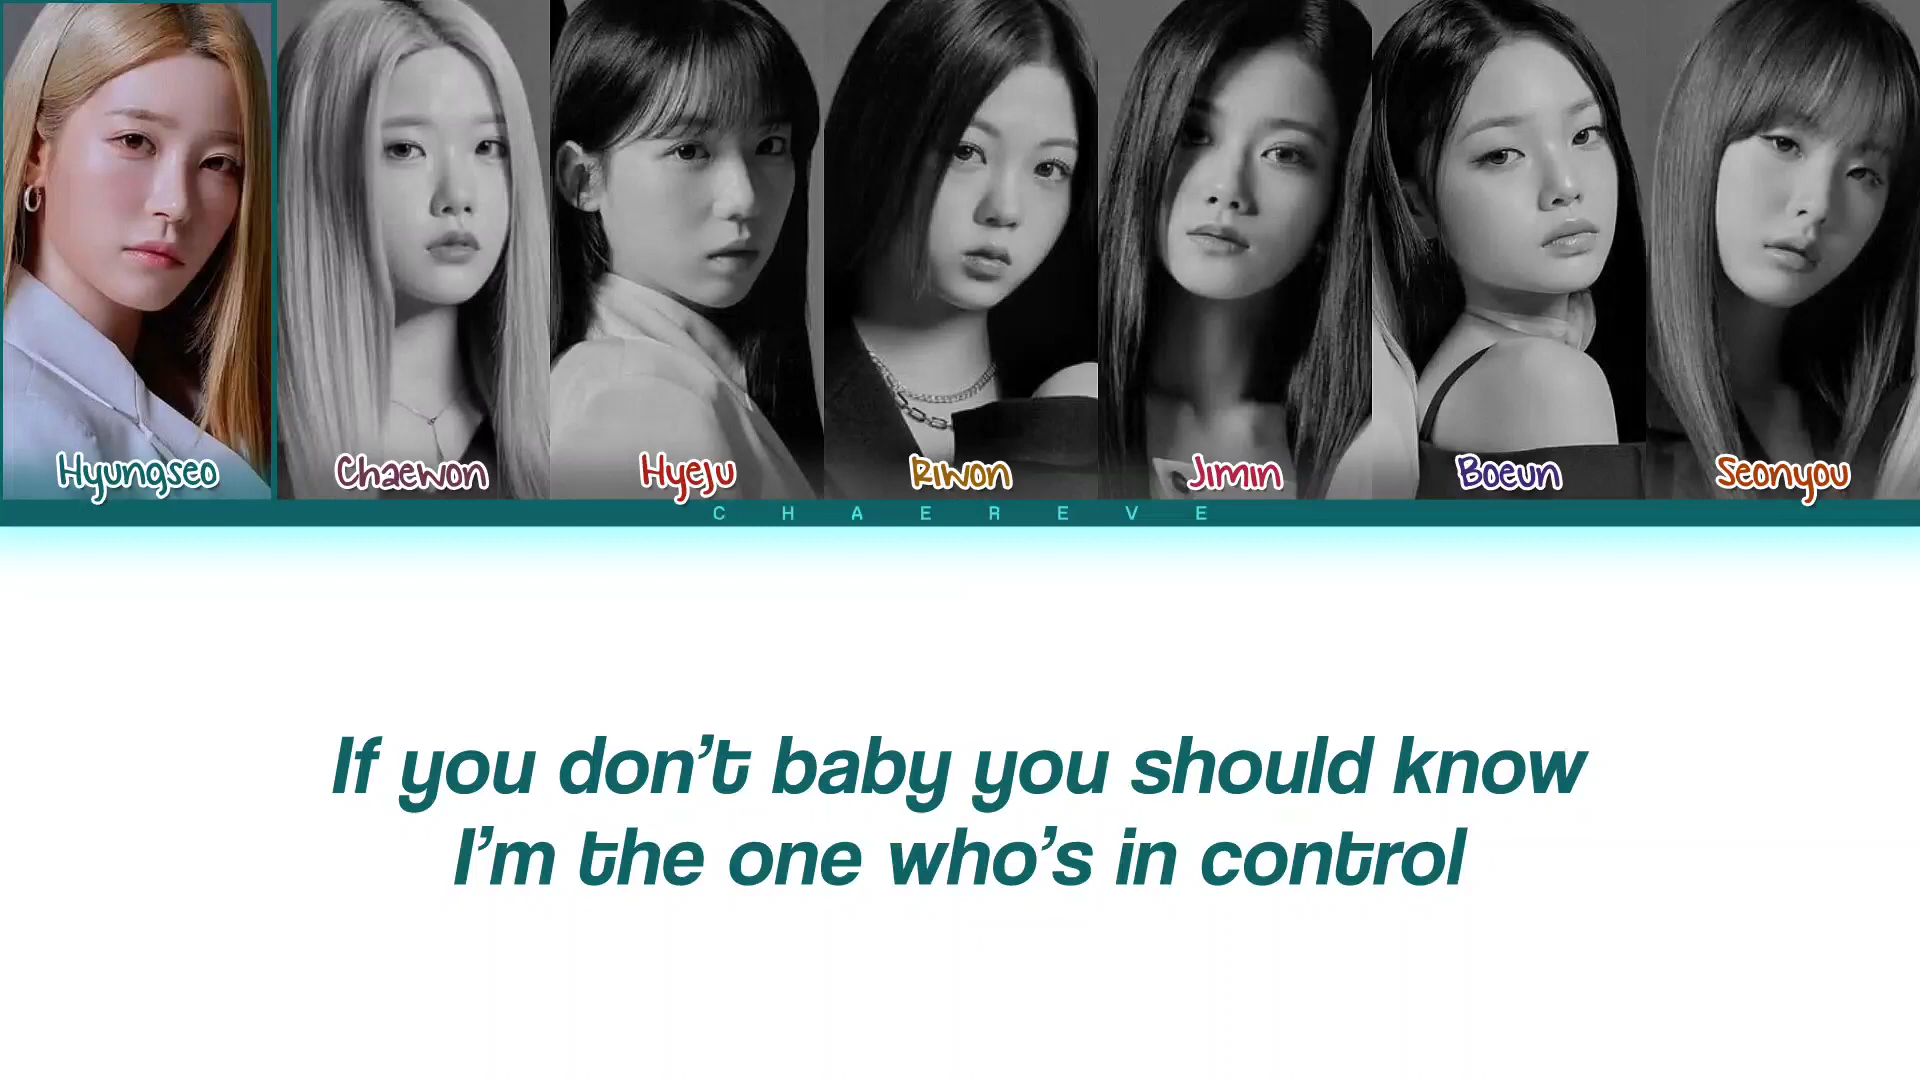 Hyungseo Chaewon Hyeju Riwon Jimin Boeun Seonyou
CHAEREVE
If you don't baby you should know
I'm the one who's in control